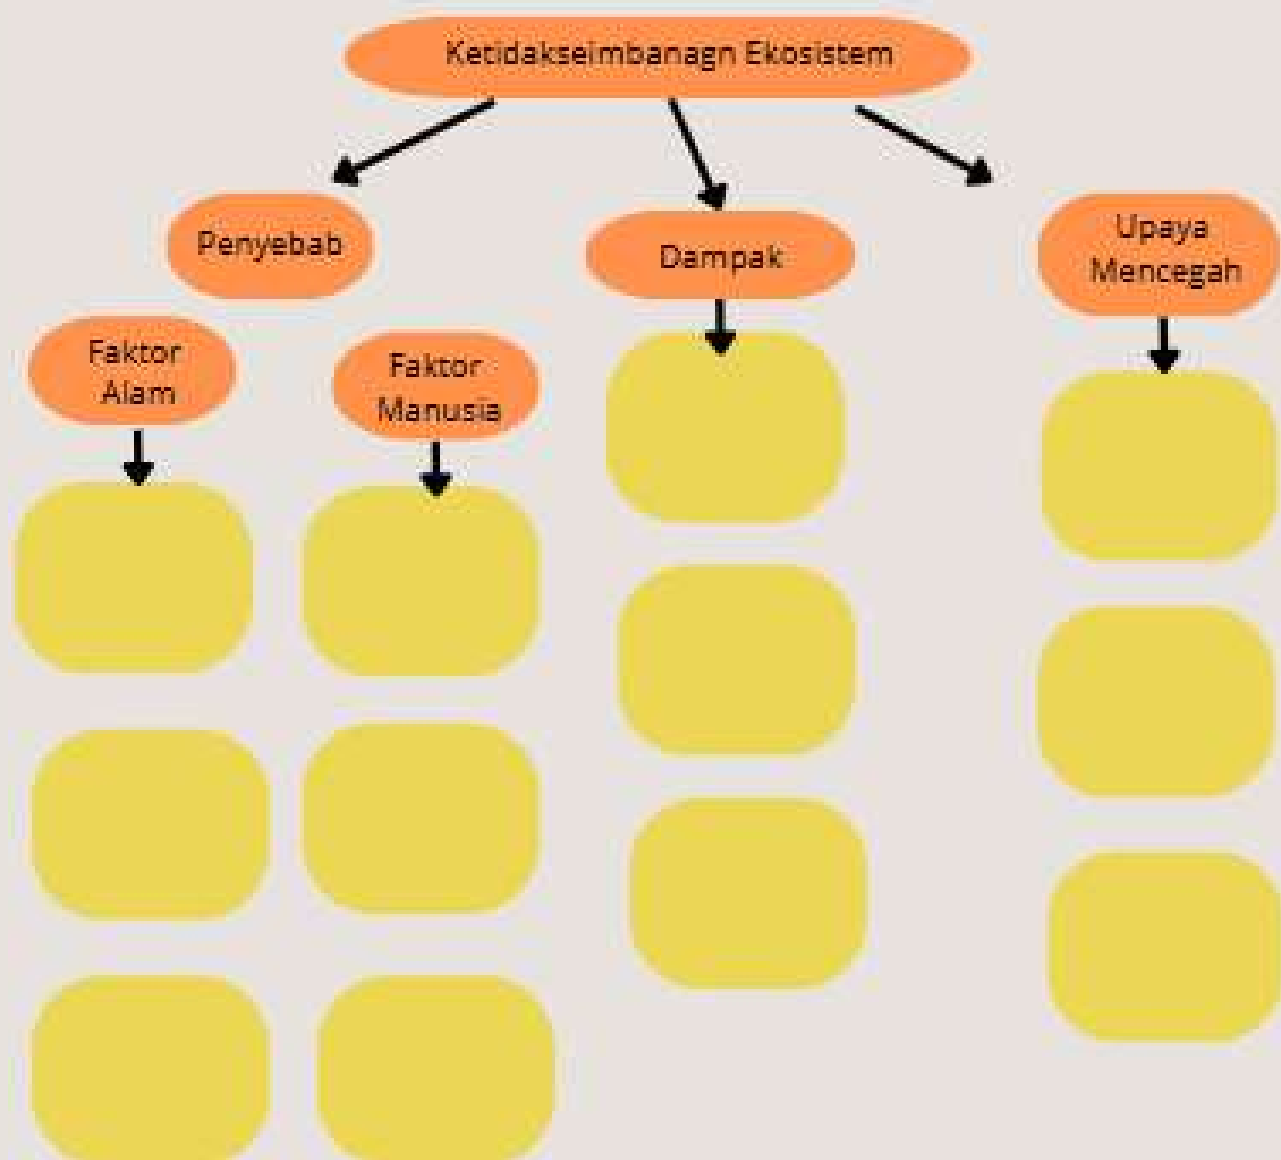 Ketidakseimbanagn Ekosistem
Penyebab
Dampak
Upaya
Mencegah
Faktor
Alam
Faktor
Manusia